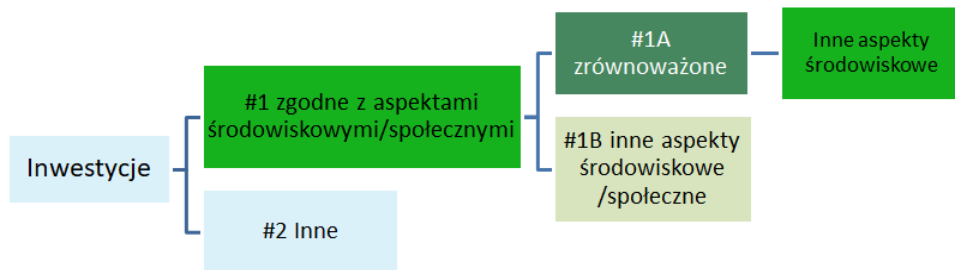 Inwestycje
#1 zgodne z aspektami
środowiskowymi/społecznymi
#2 Inne
#1A
zrównoważone
#1B inne aspekty
środowiskowe
/społeczne
Inne aspekty
środowiskowe